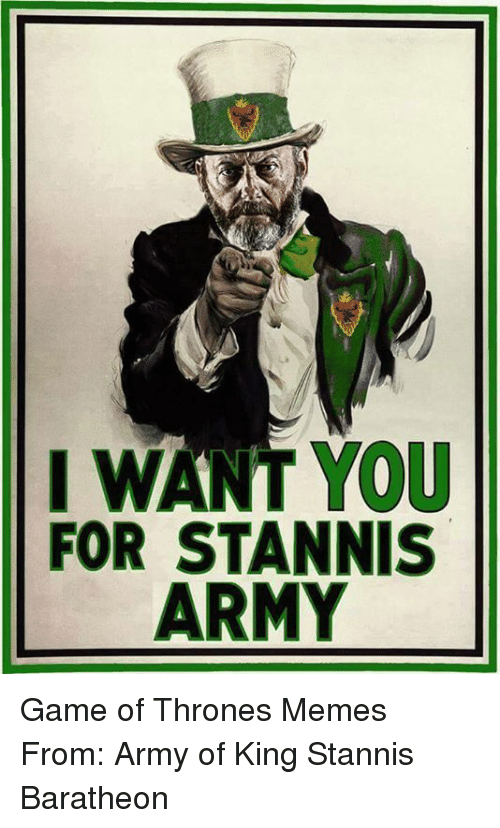 I WANT YOU
FOR STANNIS
ARMY
Game of Thrones Memes
From: Army of King Stannis
Baratheon